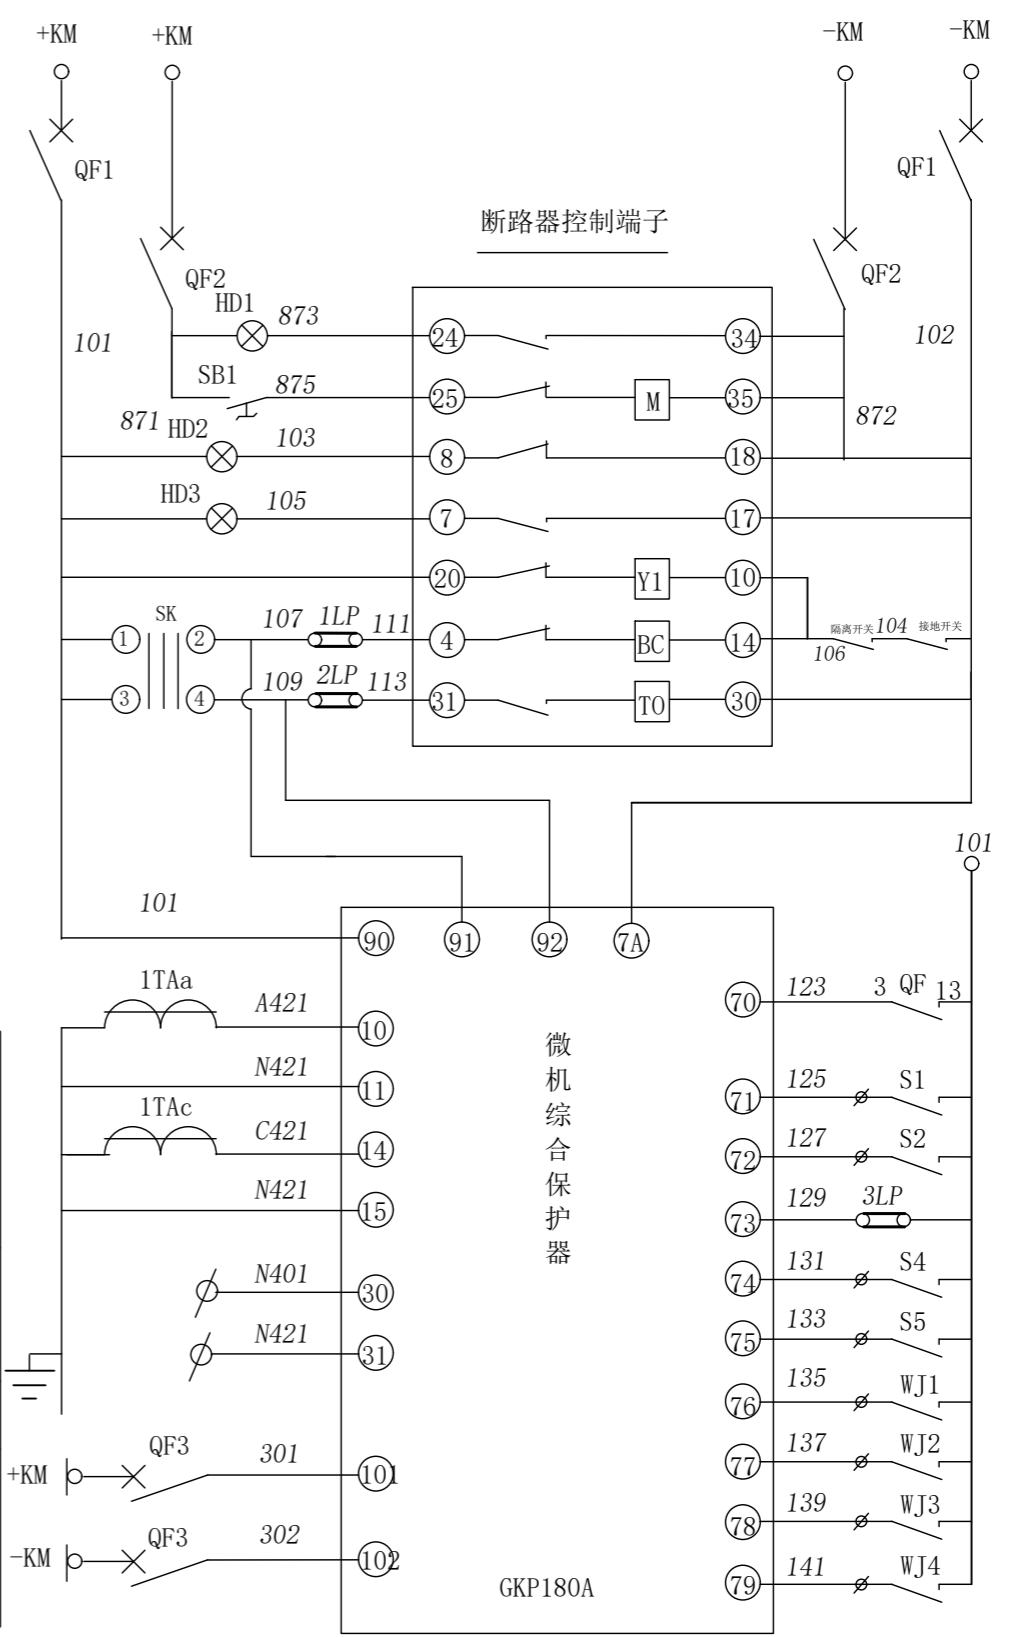 +KM
+KM
-KM
-KM
QF1
QF1
断路器控制端子
QF2
QF2
HD1
873
24
34
101
102
SB1
875
25
M
35
871
HD2
103
8
18
872
HD3
105
7
17
20
Y1
10
SK
1
2
107
1LP
111
4
BC
14
隔离开关
104
接地开关
106
3
4
109
2LP
113
31
TO
30
101
101
90
91
92
7A
1TAa
A421
10
70
123
3
QF
13
微机综合保护器
N421
11
71
125
S1
1TAc
C421
14
72
127
S2
N421
15
73
129
3LP
N401
30
74
131
S4
N421
31
75
133
S5
76
135
WJ1
+KM
QF3
301
101
77
137
WJ2
78
139
WJ3
-KM
QF3
302
102
79
141
WJ4
GKP180A